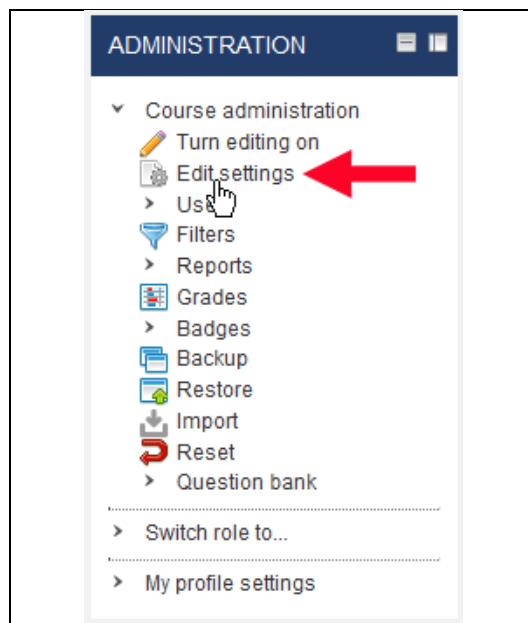 ADMINISTRATION
Course administration
Turn editing on
Edit settings
Filters
Reports
Grades
Badges
Backup
Restore
Import
Reset
Question bank
Switch role to...
My profile settings